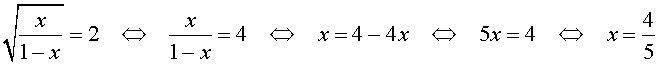 √(x/(1−x)) = 2 ⇔ x/(1−x) = 4 ⇔ x = 4 − 4x ⇔ 5x = 4 ⇔ x = 4/5